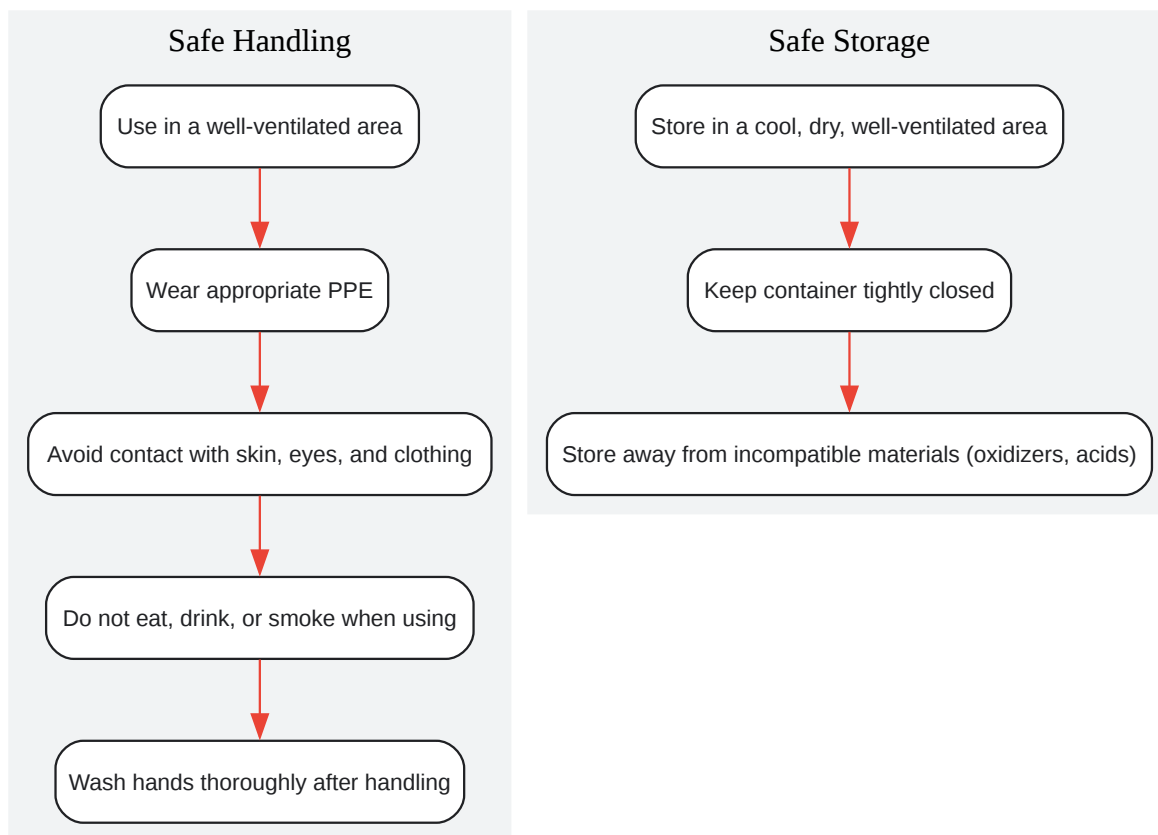 Safe Handling
Use in a well-ventilated area
Wear appropriate PPE
Avoid contact with skin, eyes, and clothing
Do not eat, drink, or smoke when using
Wash hands thoroughly after handling
Safe Storage
Store in a cool, dry, well-ventilated area
Keep container tightly closed
Store away from incompatible materials (oxidizers, acids)